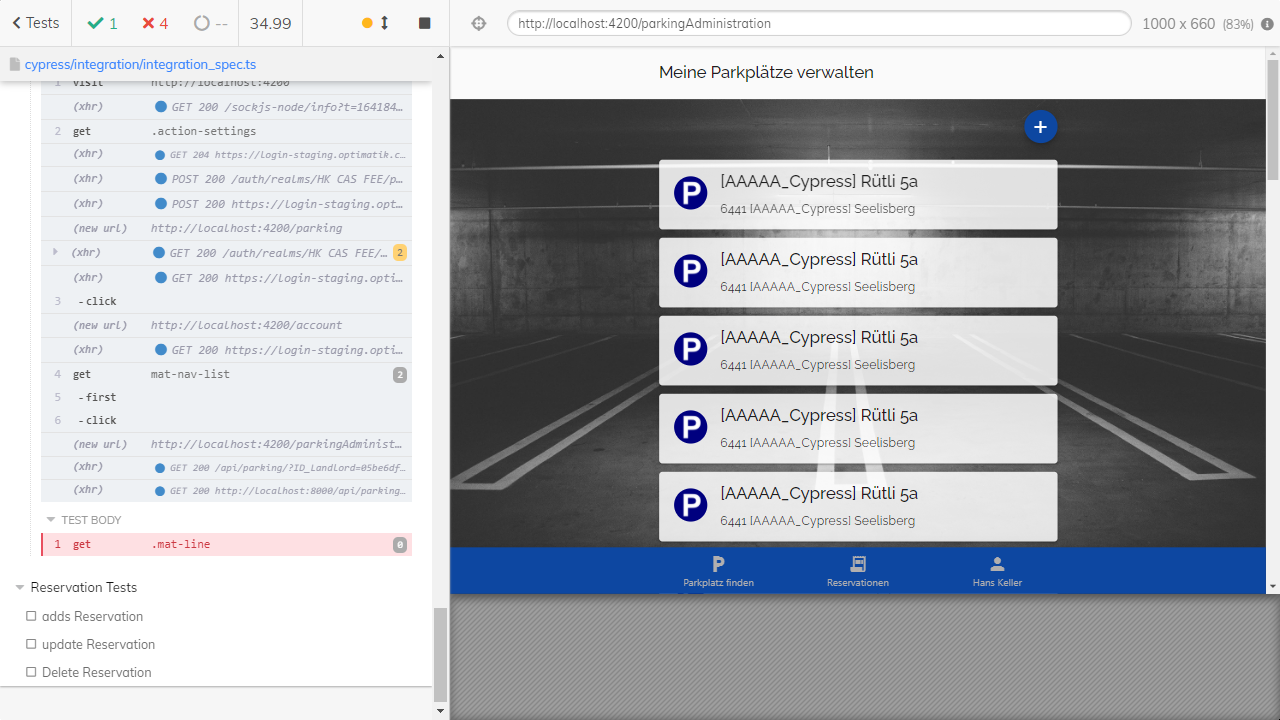 Tests
1
4
--
34.99
http://localhost:4200/parkingAdministration
1000 x 660 (83%)
cypress/integration/integration_spec.ts
1 visit http://localhost:4200
(xhr) GET 200 /sockjs-node/info?t=164184…
2 get .action-settings
(xhr) GET 204 https://login-staging.optimatik.c…
(xhr) POST 200 /auth/realms/HK CAS FEE/p…
(xhr) POST 200 https://login-staging.opt…
(new url) http://localhost:4200/parking
(xhr) GET 200 /auth/realms/HK CAS FEE/… 2
(xhr) GET 200 https://login-staging.opti…
3 -click
(new url) http://localhost:4200/account
(xhr) GET 200 https://login-staging.opti…
4 get mat-nav-list 2
5 -first
6 -click
(new url) http://localhost:4200/parkingAdminist…
(xhr) GET 200 /api/parking/?ID_Landlord=05be6df…
(xhr) GET 200 http://localhost:8000/api/parking…
TEST BODY
1 get .mat-line 0
Reservation Tests
adds Reservation
update Reservation
Delete Reservation
Meine Parkplätze verwalten
+
P
[AAAAA_Cypress] Rütli 5a
6441 [AAAAA_Cypress] Seelisberg
P
[AAAAA_Cypress] Rütli 5a
6441 [AAAAA_Cypress] Seelisberg
P
[AAAAA_Cypress] Rütli 5a
6441 [AAAAA_Cypress] Seelisberg
P
[AAAAA_Cypress] Rütli 5a
6441 [AAAAA_Cypress] Seelisberg
P
[AAAAA_Cypress] Rütli 5a
6441 [AAAAA_Cypress] Seelisberg
Parkplatz finden
Reservationen
Hans Keller